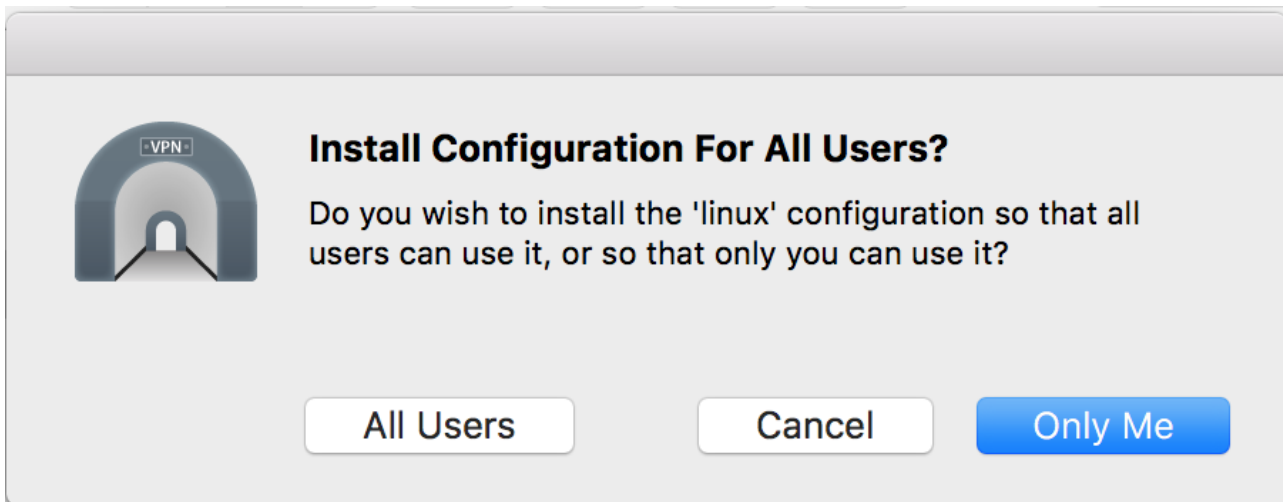 VPN
Install Configuration For All Users?
Do you wish to install the 'linux' configuration so that all
users can use it, or so that only you can use it?
All Users
Cancel
Only Me